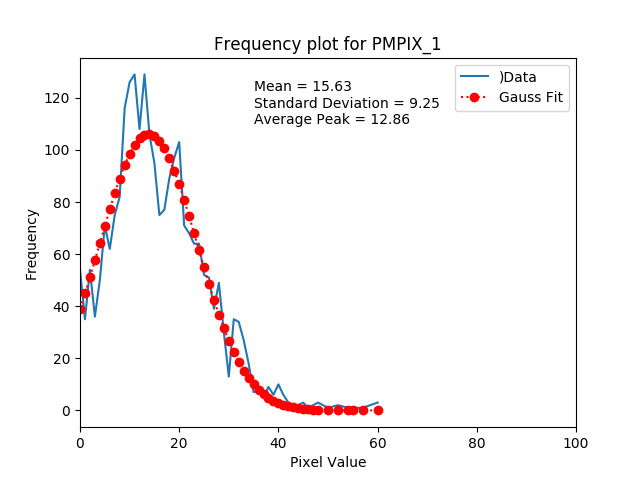 Frequency plot for PMPIX_1
Mean = 15.63
Standard Deviation = 9.25
Average Peak = 12.86
)Data
Gauss Fit
Frequency
120
100
80
60
40
20
0
0 20 40 60 80 100
Pixel Value